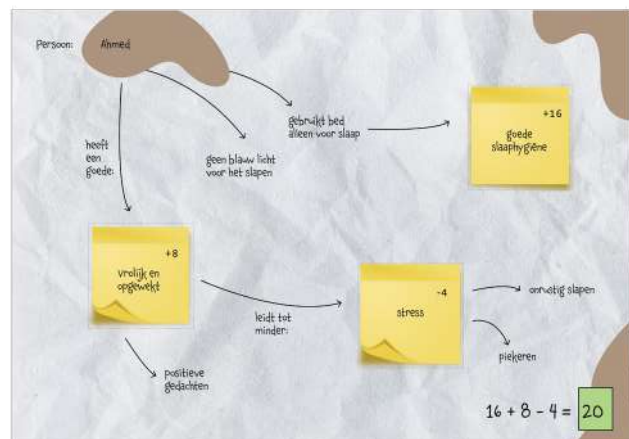 Persoon: Ahmed
gebruikt bed
alleen voor slaap
+16
goede
slaaphygiëne
heeft
een
goede:
geen blauw licht
voor het slapen
+8
vrolijk en
opgewekt
leidt tot
minder:
-4
stress
onrustig slapen
piekeren
positieve
gedachten
16 + 8 - 4 = 20